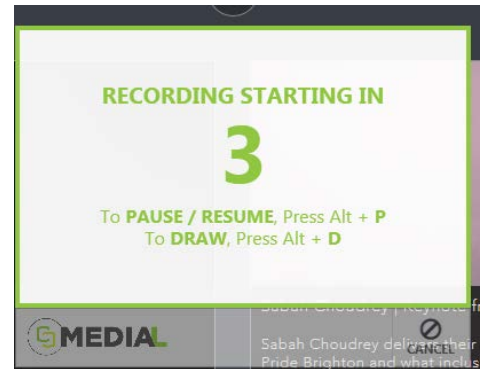 RECORDING STARTING IN
3
To PAUSE / RESUME, Press Alt + P
To DRAW, Press Alt + D
Sabah Choudrey | Keynote fr
MEDIAL
CANCEL
Sabah Choudrey delivers their
Pride Brighton and what inclus